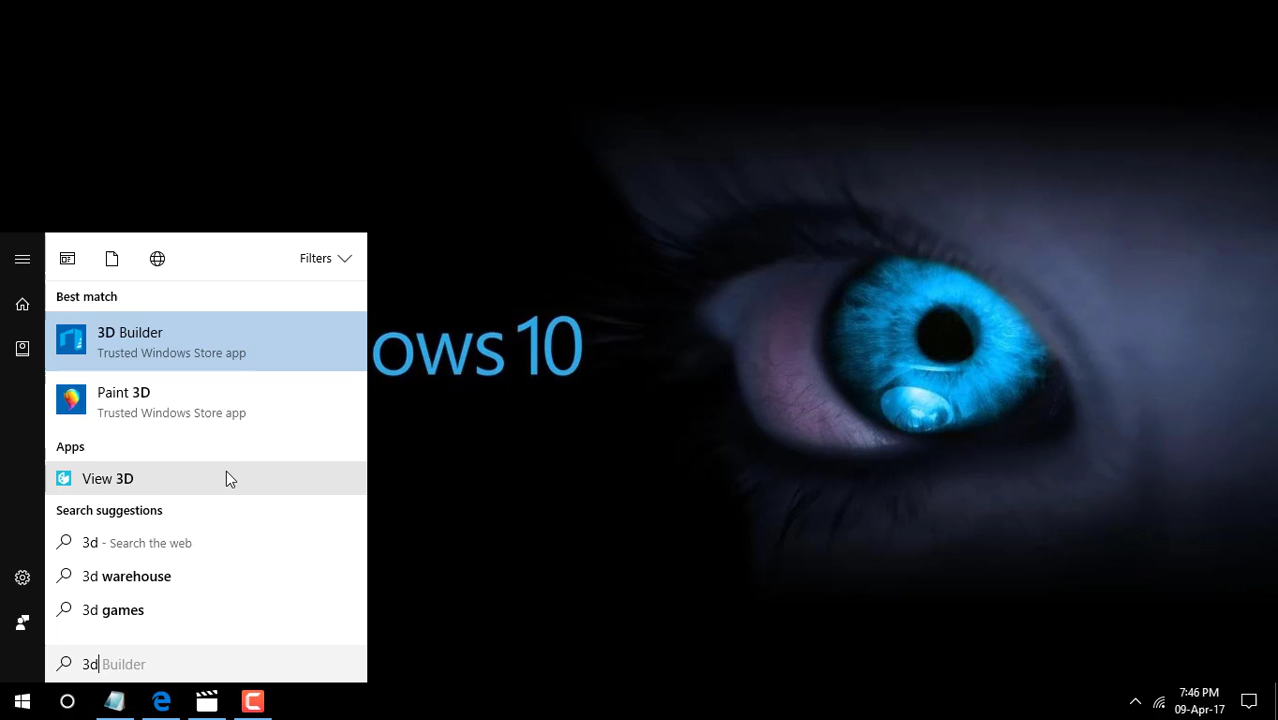 Filters
Best match
3D Builder
Trusted Windows Store app
ows 10
Paint 3D
Trusted Windows Store app
Apps
View 3D
Search suggestions
3d - Search the web
3d warehouse
3d games
3d Builder
7:46 PM
09-Apr-17